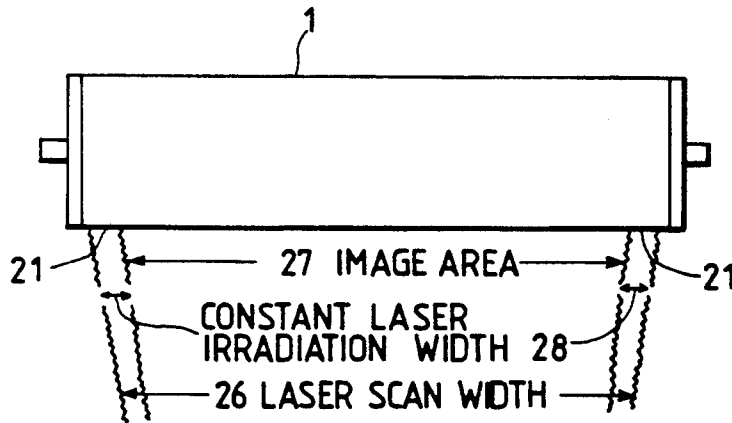 1
21
27 IMAGE AREA
21
CONSTANT LASER
IRRADIATION WIDTH 28
26 LASER SCAN WIDTH